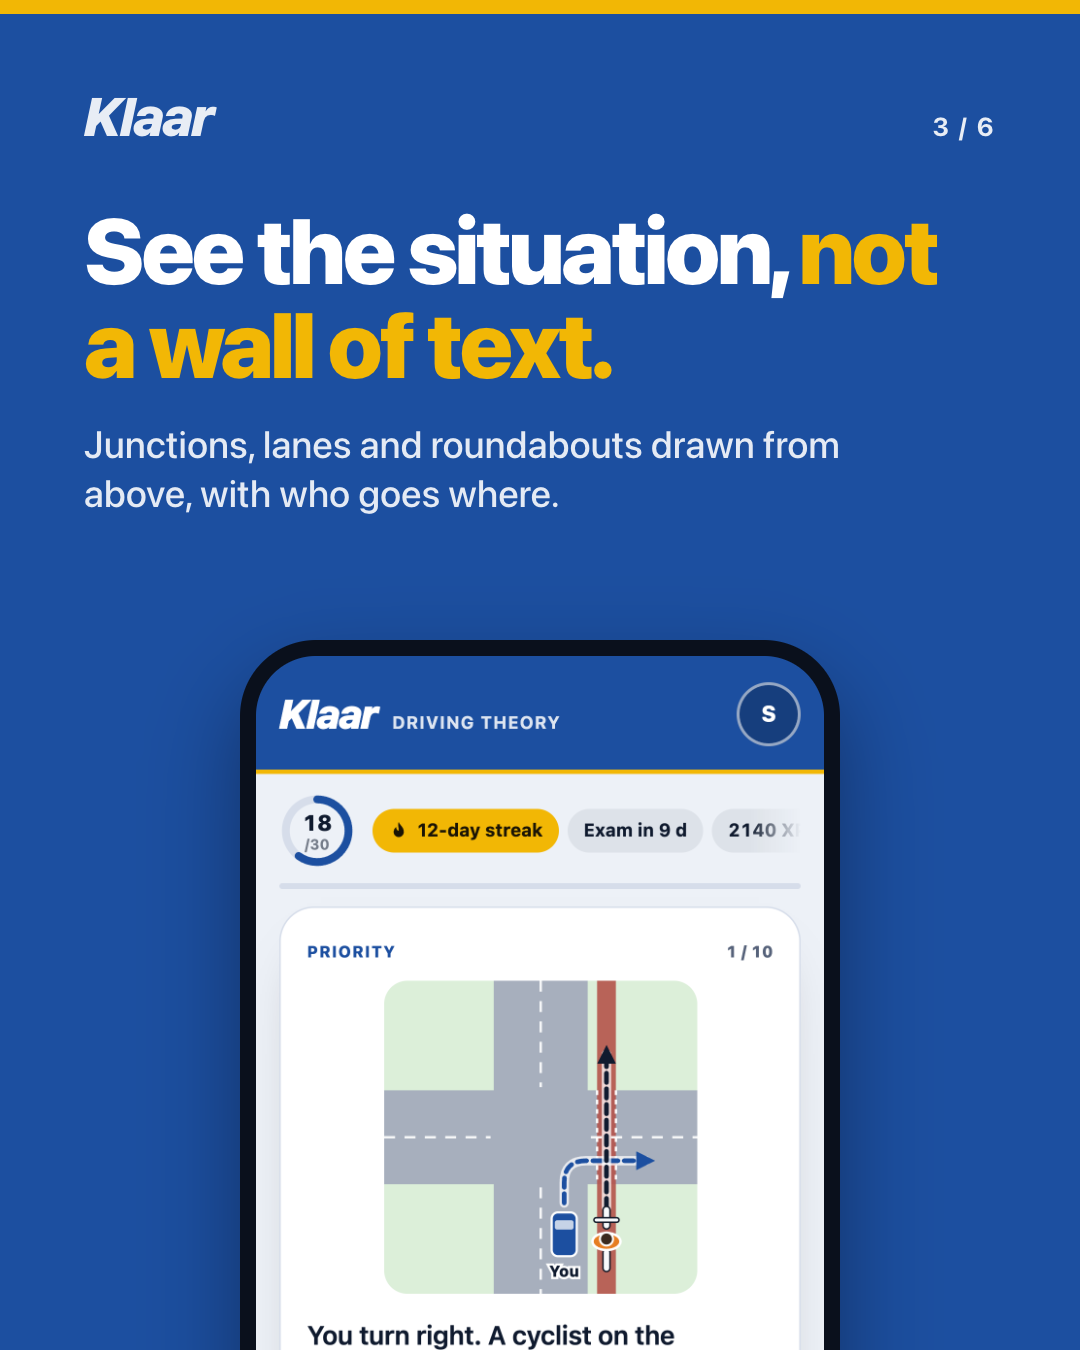 Klaar
3 / 6
See the situation, not
a wall of text.
Junctions, lanes and roundabouts drawn from
above, with who goes where.
Klaar DRIVING THEORY
S
18
/30
12-day streak
Exam in 9 d
2140 XP
PRIORITY
1 / 10
You
You turn right. A cyclist on the